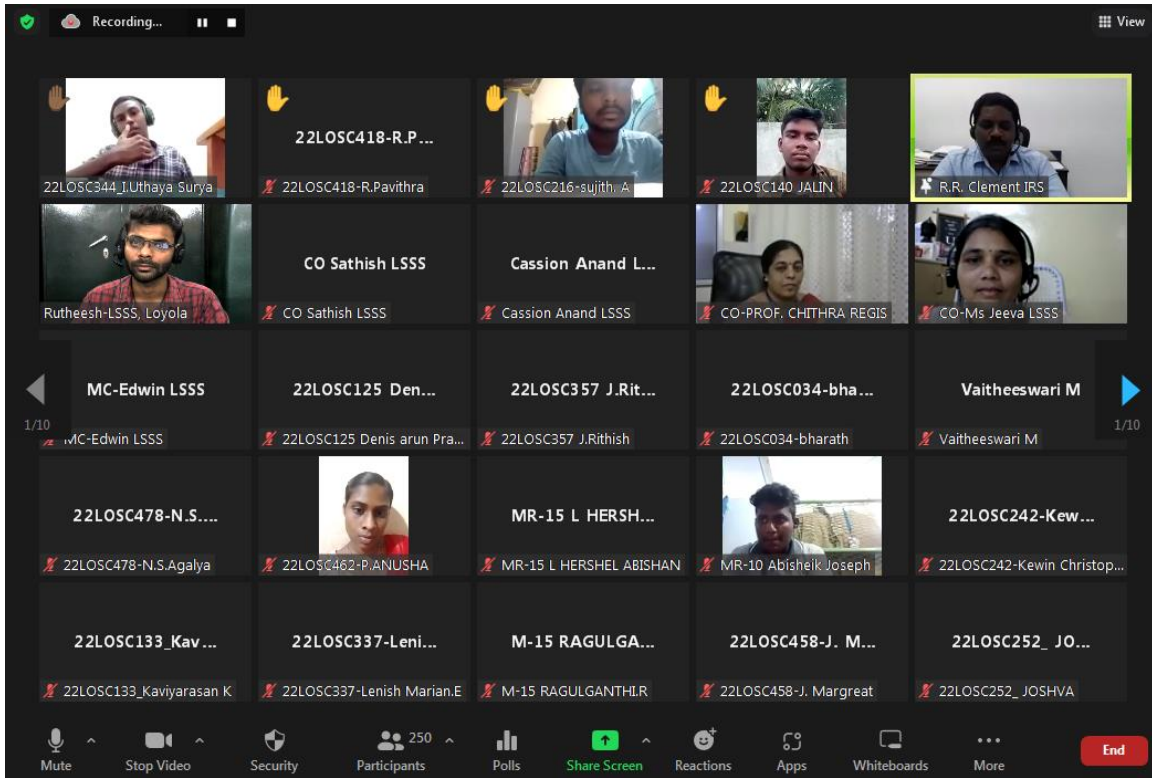 Recording...
View
22LOSC344_I.Uthaya Surya
22LOSC418-R.P...
22LOSC418-R.Pavithra
22LOSC216-sujith. A
22LOSC140 JALIN
R.R. Clement IRS
Rutheesh-LSSS, Loyola
CO Sathish LSSS
CO Sathish LSSS
Cassion Anand L...
Cassion Anand LSSS
CO-PROF. CHITHRA REGIS
CO-Ms Jeeva LSSS
1/10
MC-Edwin LSSS
MC-Edwin LSSS
22LOSC125 Den...
22LOSC125 Denis arun Pra...
22LOSC357 J.Rit...
22LOSC357 J.Rithish
22LOSC034-bha...
22LOSC034-bharath
Vaitheeswari M
Vaitheeswari M
1/10
22LOSC478-N.S....
22LOSC478-N.S.Agalya
22LOSC462-P.ANUSHA
MR-15 L HERSH...
MR-15 L HERSHEL ABISHAN
MR-10 Abisheik Joseph
22LOSC242-Kew...
22LOSC242-Kewin Christop...
22LOSC133_Kav...
22LOSC133_Kaviyarasan K
22LOSC337-Leni...
22LOSC337-Lenish Marian.E
M-15 RAGULGA...
M-15 RAGULGANTHI.R
22LOSC458-J. M...
22LOSC458-J. Margreat
22LOSC252_ JO...
22LOSC252_ JOSHVA
Mute
Stop Video
Security
250
Participants
Polls
Share Screen
Reactions
Apps
Whiteboards
More
End